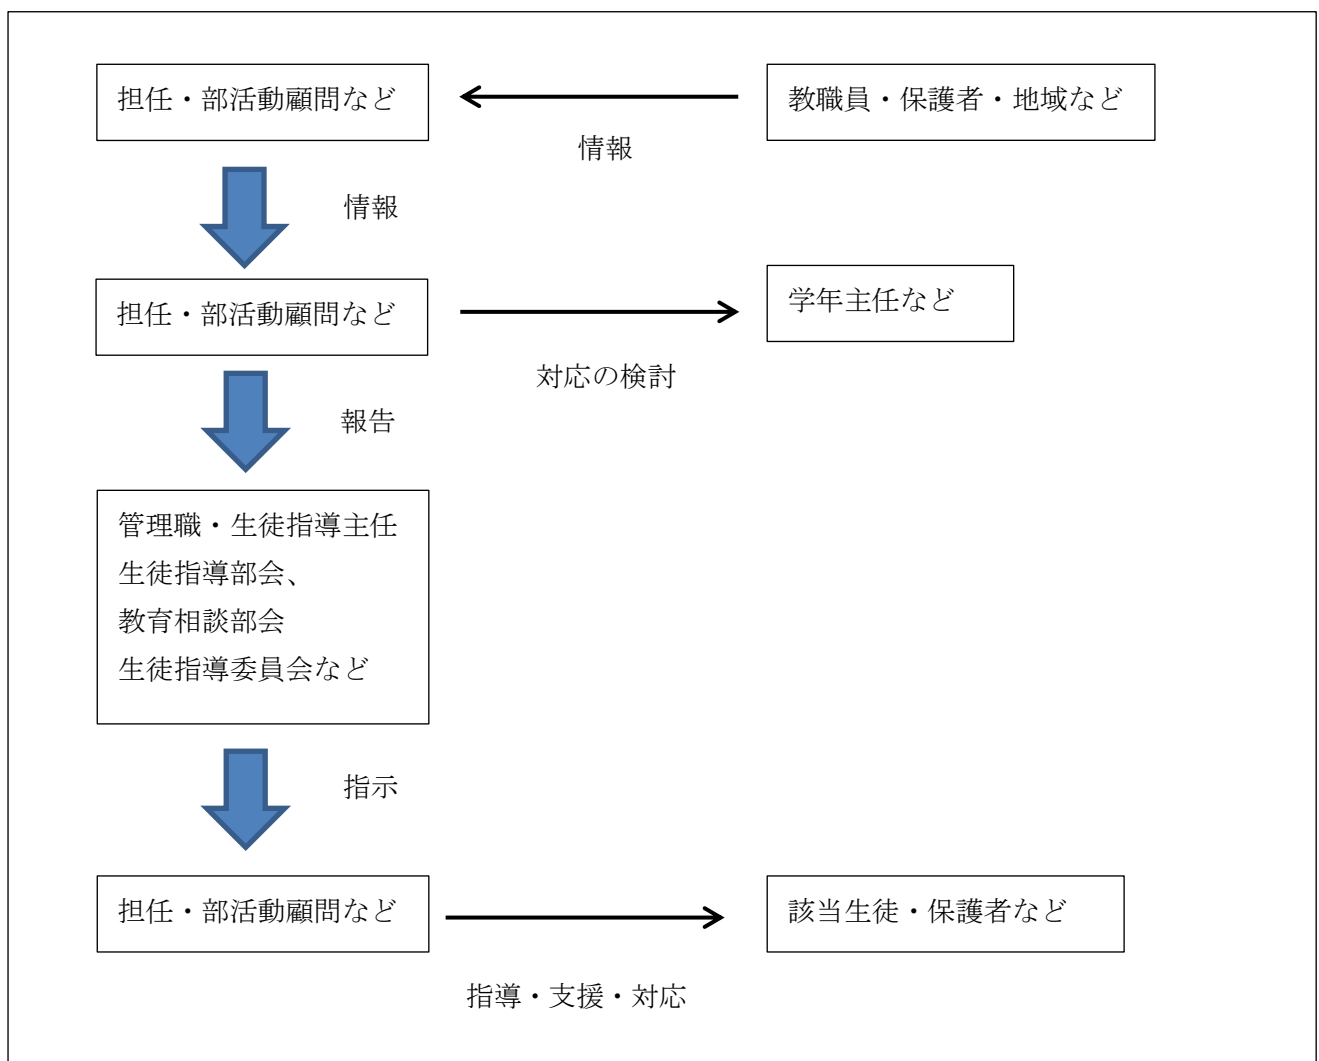 担任・部活動顧問など
教職員・保護者・地域など
情報
情報
担任・部活動顧問など
学年主任など
対応の検討
報告
管理職・生徒指導主任
生徒指導部会、
教育相談部会
生徒指導委員会など
指示
担任・部活動顧問など
該当生徒・保護者など
指導・支援・対応